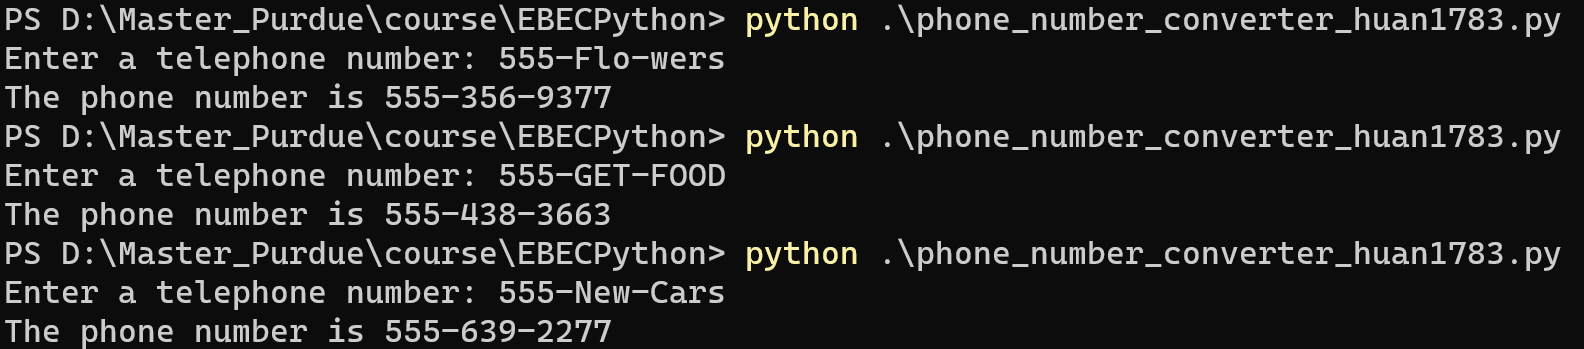 PS D:\Master_Purdue\course\EBECPython> python .\phone_number_converter_huan1783.py
Enter a telephone number: 555-Flo-wers
The phone number is 555-356-9377
PS D:\Master_Purdue\course\EBECPython> python .\phone_number_converter_huan1783.py
Enter a telephone number: 555-GET-FOOD
The phone number is 555-438-3663
PS D:\Master_Purdue\course\EBECPython> python .\phone_number_converter_huan1783.py
Enter a telephone number: 555-New-Cars
The phone number is 555-639-2277